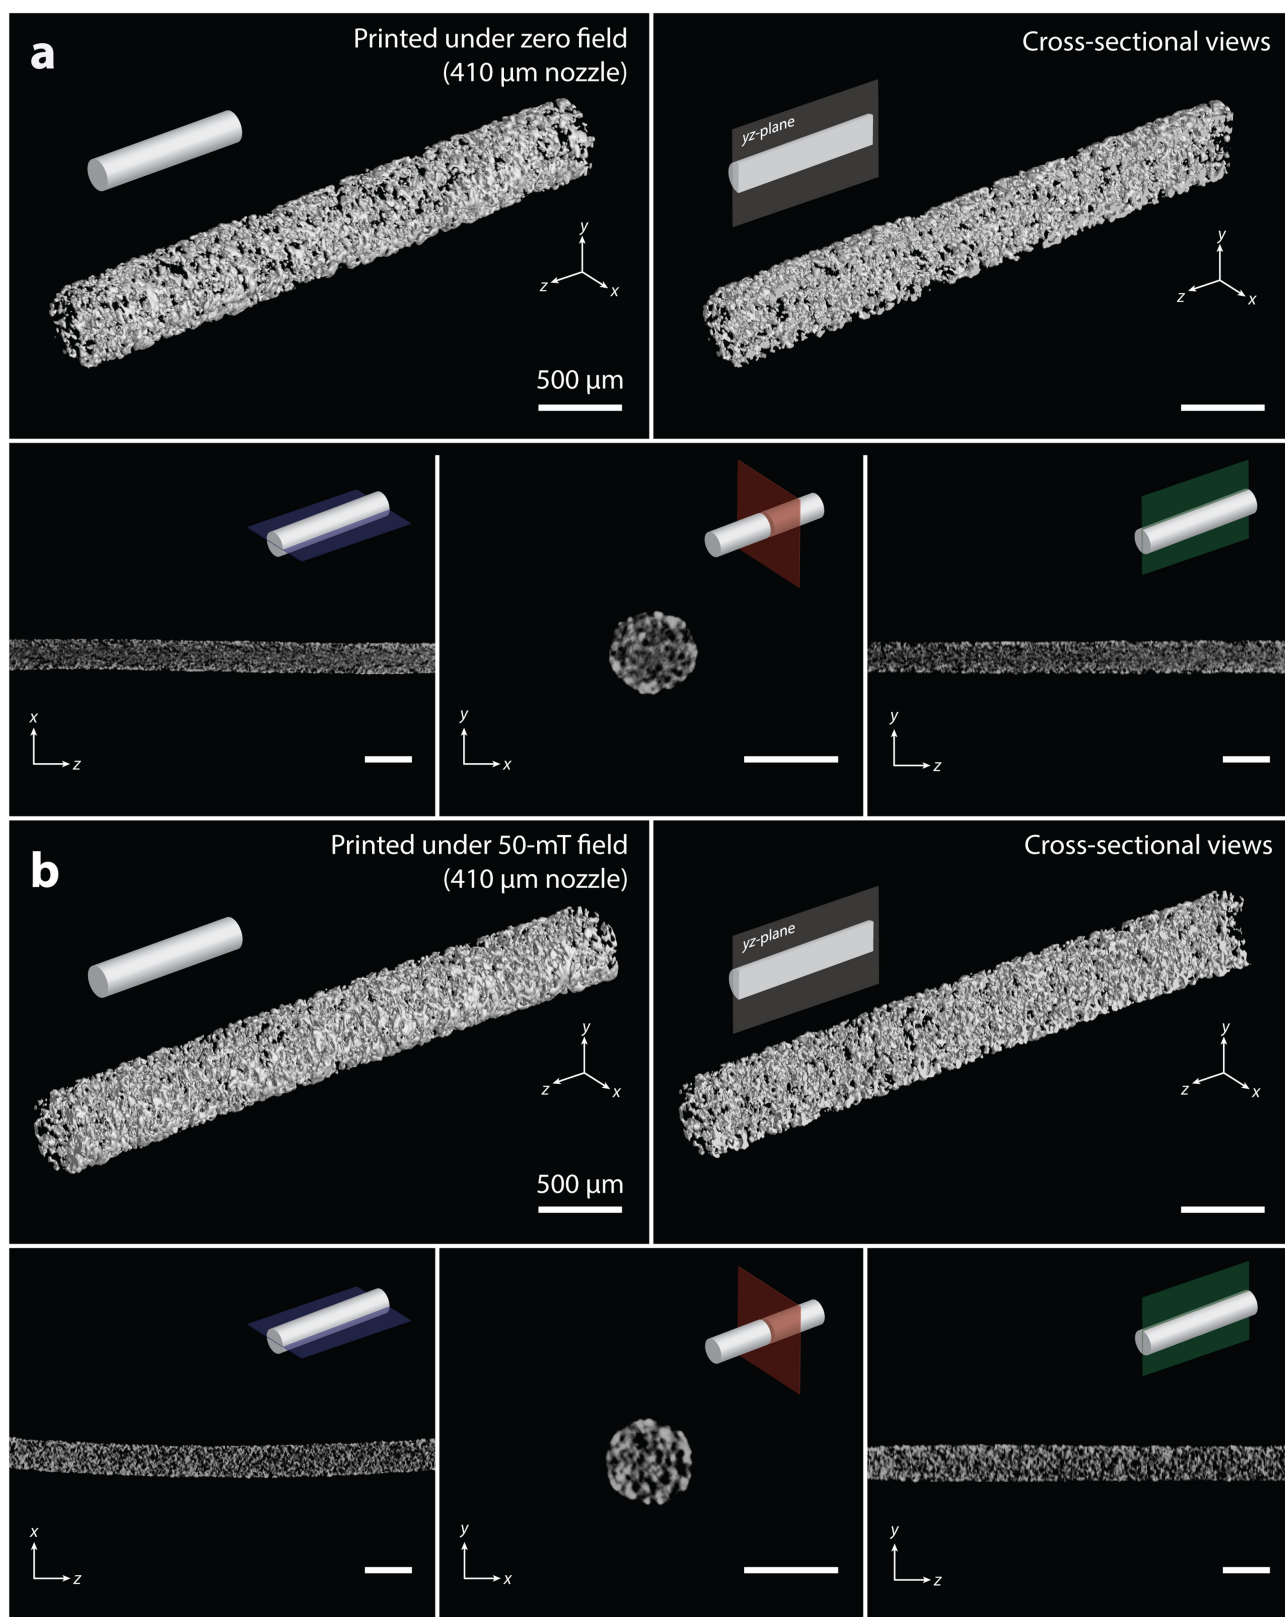 a
Printed under zero field
(410 µm nozzle)
Cross-sectional views
yz-plane
y
z
x
y
z
x
500 µm
x
z
y
x
y
z
b
Printed under 50-mT field
(410 µm nozzle)
Cross-sectional views
yz-plane
y
z
x
y
z
x
500 µm
x
z
y
x
y
z